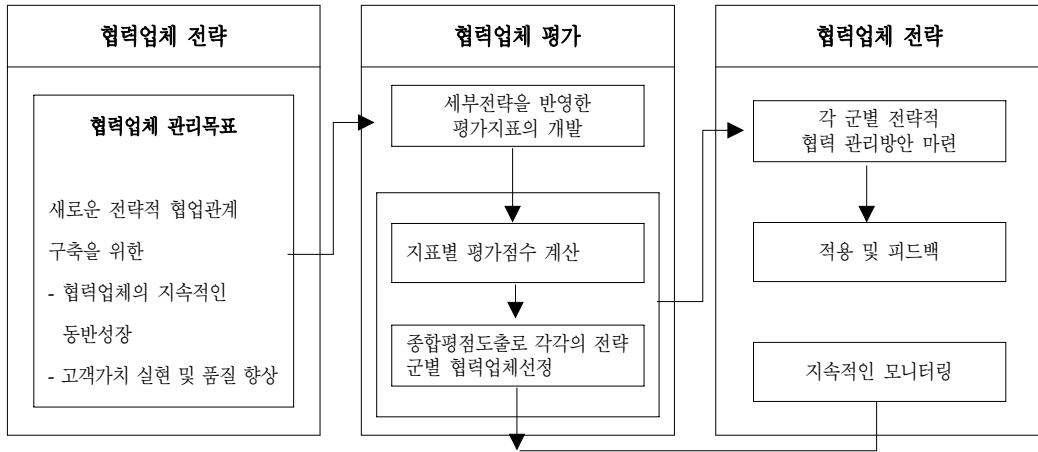 협력업체 전략
협력업체 관리목표
새로운 전략적 협업관계
구축을 위한
- 협력업체의 지속적인
동반성장
- 고객가치 실현 및 품질 향상
협력업체 평가
세부전략을 반영한
평가지표의 개발
지표별 평가점수 계산
종합평점도출로 각각의 전략
군별 협력업체선정
협력업체 전략
각 군별 전략적
협력 관리방안 마련
적용 및 피드백
지속적인 모니터링